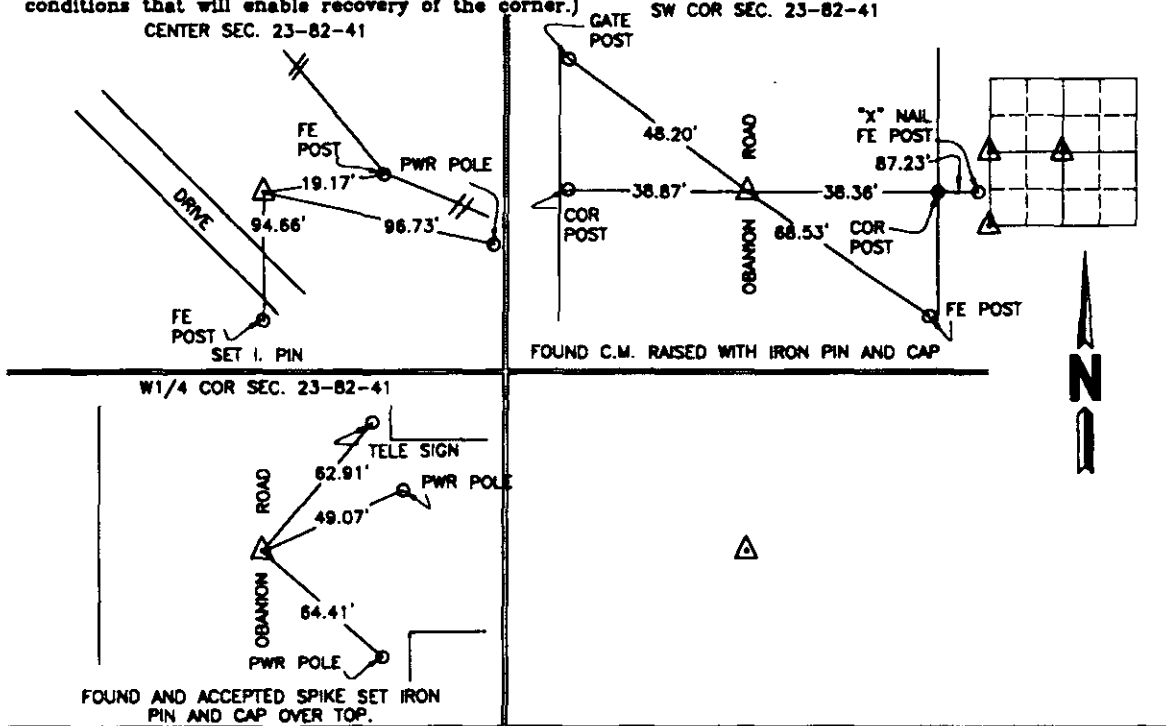 conditions that will enable recovery of the corner.)
CENTER SEC. 23-82-41
FE
POST
PWR POLE
19.17'
DRIVE
94.66'
96.73'
FE
POST
SET I. PIN
SW COR SEC. 23-82-41
GATE
POST
48.20'
ROAD
"X" NAIL
FE POST
87.23'
38.87'
38.36'
COR
POST
OBANION
68.53'
COR
POST
FE POST
FOUND C.M. RAISED WITH IRON PIN AND CAP
N
W1/4 COR SEC. 23-82-41
TELE SIGN
62.91'
PWR POLE
ROAD
49.07'
OBANION
64.41'
PWR POLE
FOUND AND ACCEPTED SPIKE SET IRON
PIN AND CAP OVER TOP.